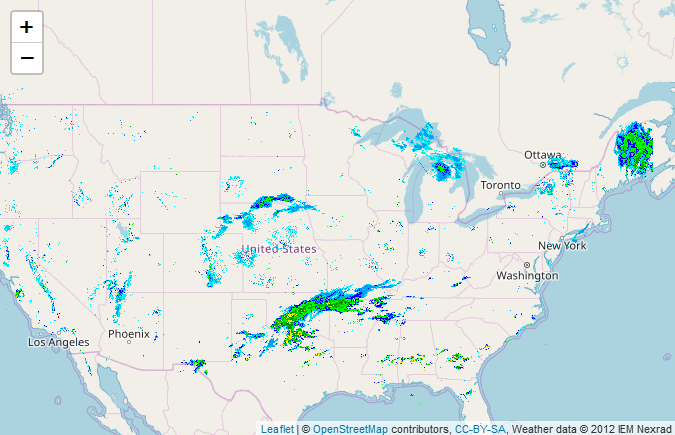 +
−
Ottawa
Toronto
United States
New York
Washington
Phoenix
Los Angeles
Leaflet | © OpenStreetMap contributors, CC-BY-SA, Weather data © 2012 IEM Nexrad